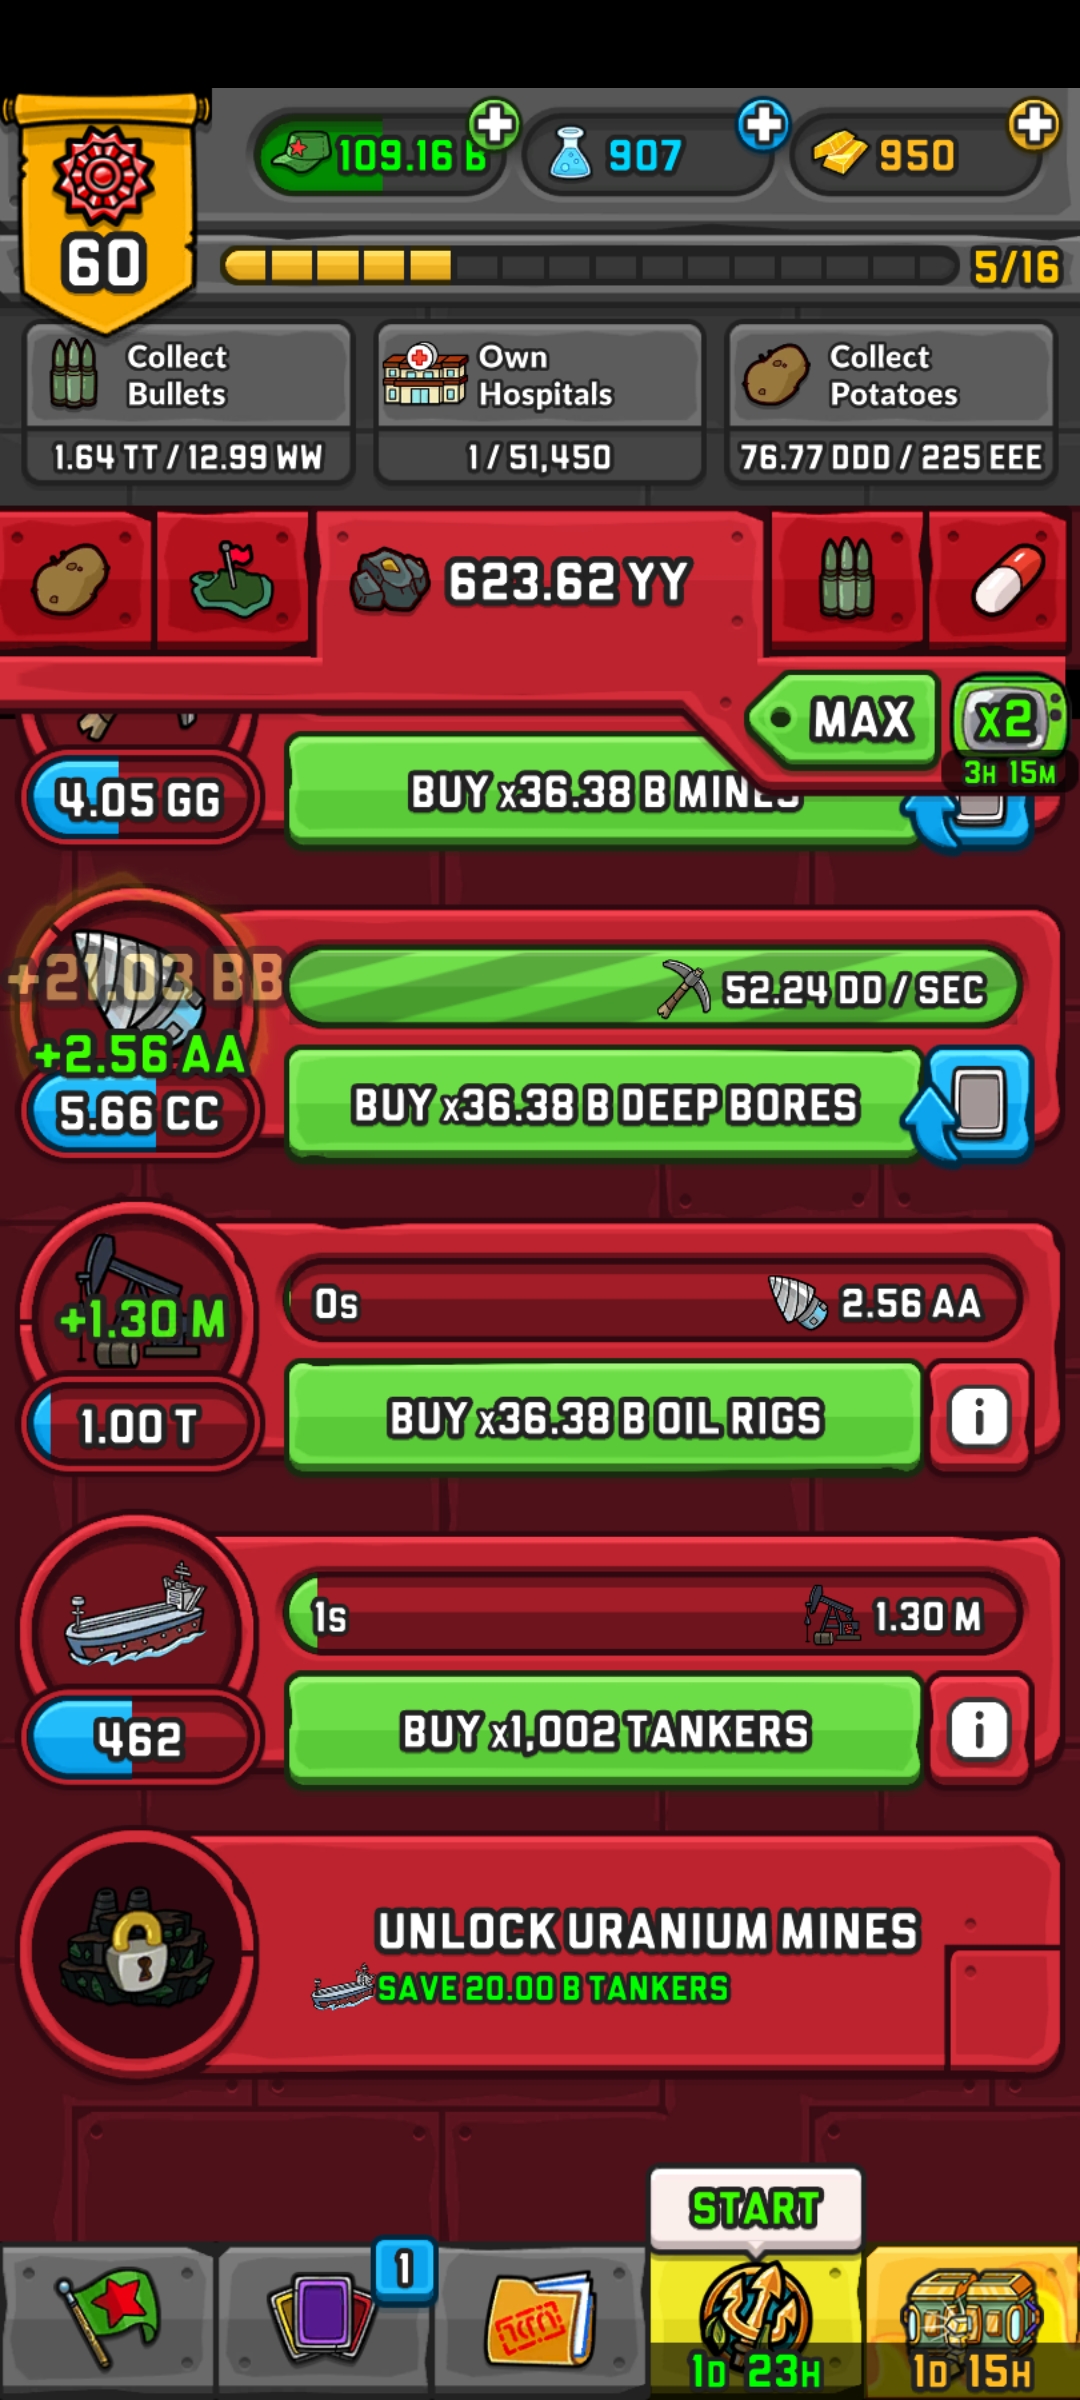 109.16 B
907
950
60
5/16
Collect
Bullets
1.64 TT / 12.99 WW
Own
Hospitals
1 / 51,450
Collect
Potatoes
76.77 DDD / 225 EEE
623.62 YY
MAX
x2
3H 15M
4.05 GG
BUY x36.38 B MINES
+21.03 BB
+2.56 AA
5.66 CC
52.24 DD / SEC
BUY x36.38 B DEEP BORES
+1.30 M
1.00 T
0s
2.56 AA
BUY x36.38 B OIL RIGS
462
1s
1.30 M
BUY x1,002 TANKERS
UNLOCK URANIUM MINES
SAVE 20.00 B TANKERS
START
1
1D 23H
1D 15H